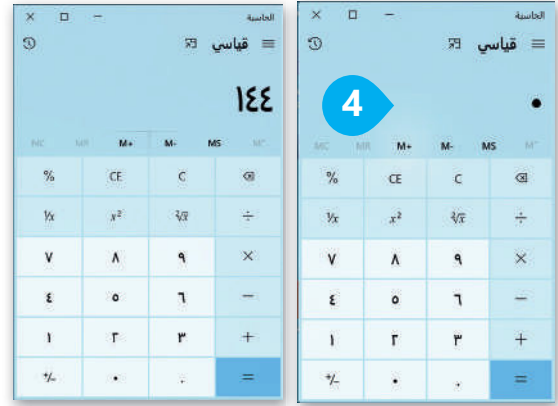 الحاسبة
قياسي
٠
4
MC MR M+ M- MS M˅
% CE C ⌫
¹/x x² ²√x ÷
٧ ٨ ٩ ×
٤ ٥ ٦ −
١ ٢ ٣ +
+/- ٠ . =
الحاسبة
قياسي
١٤٤
MC MR M+ M- MS M˅
% CE C ⌫
¹/x x² ²√x ÷
٧ ٨ ٩ ×
٤ ٥ ٦ −
١ ٢ ٣ +
+/- ٠ . =